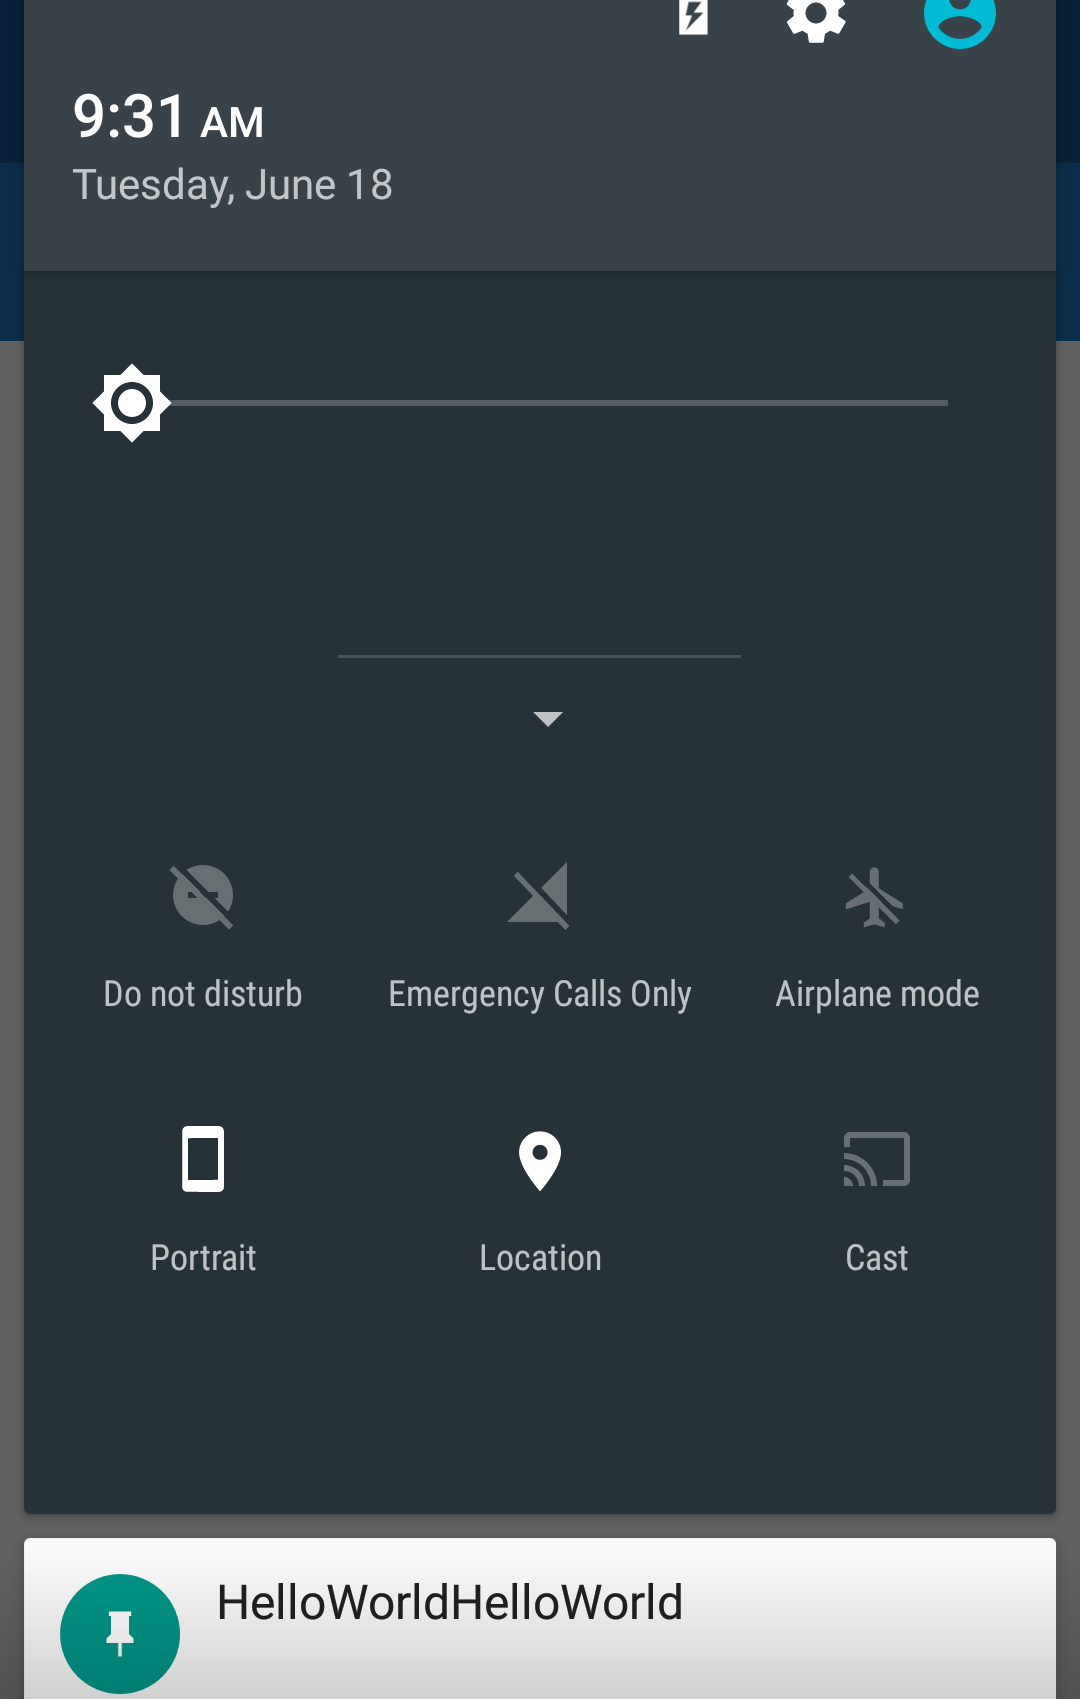 9:31 AM
Tuesday, June 18
Do not disturb
Emergency Calls Only
Airplane mode
Portrait
Location
Cast
HelloWorldHelloWorld